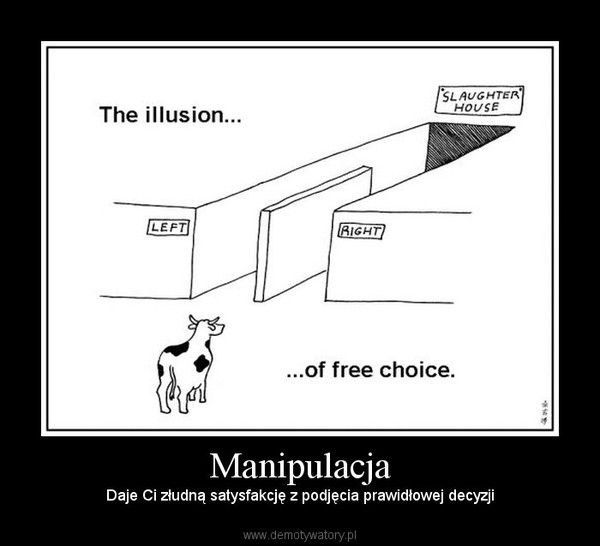 The illusion...
SLAUGHTER
HOUSE
LEFT
RIGHT
...of free choice.
Manipulacja
Daje Ci złudną satysfakcję z podjęcia prawidłowej decyzji
www.demotywatory.pl